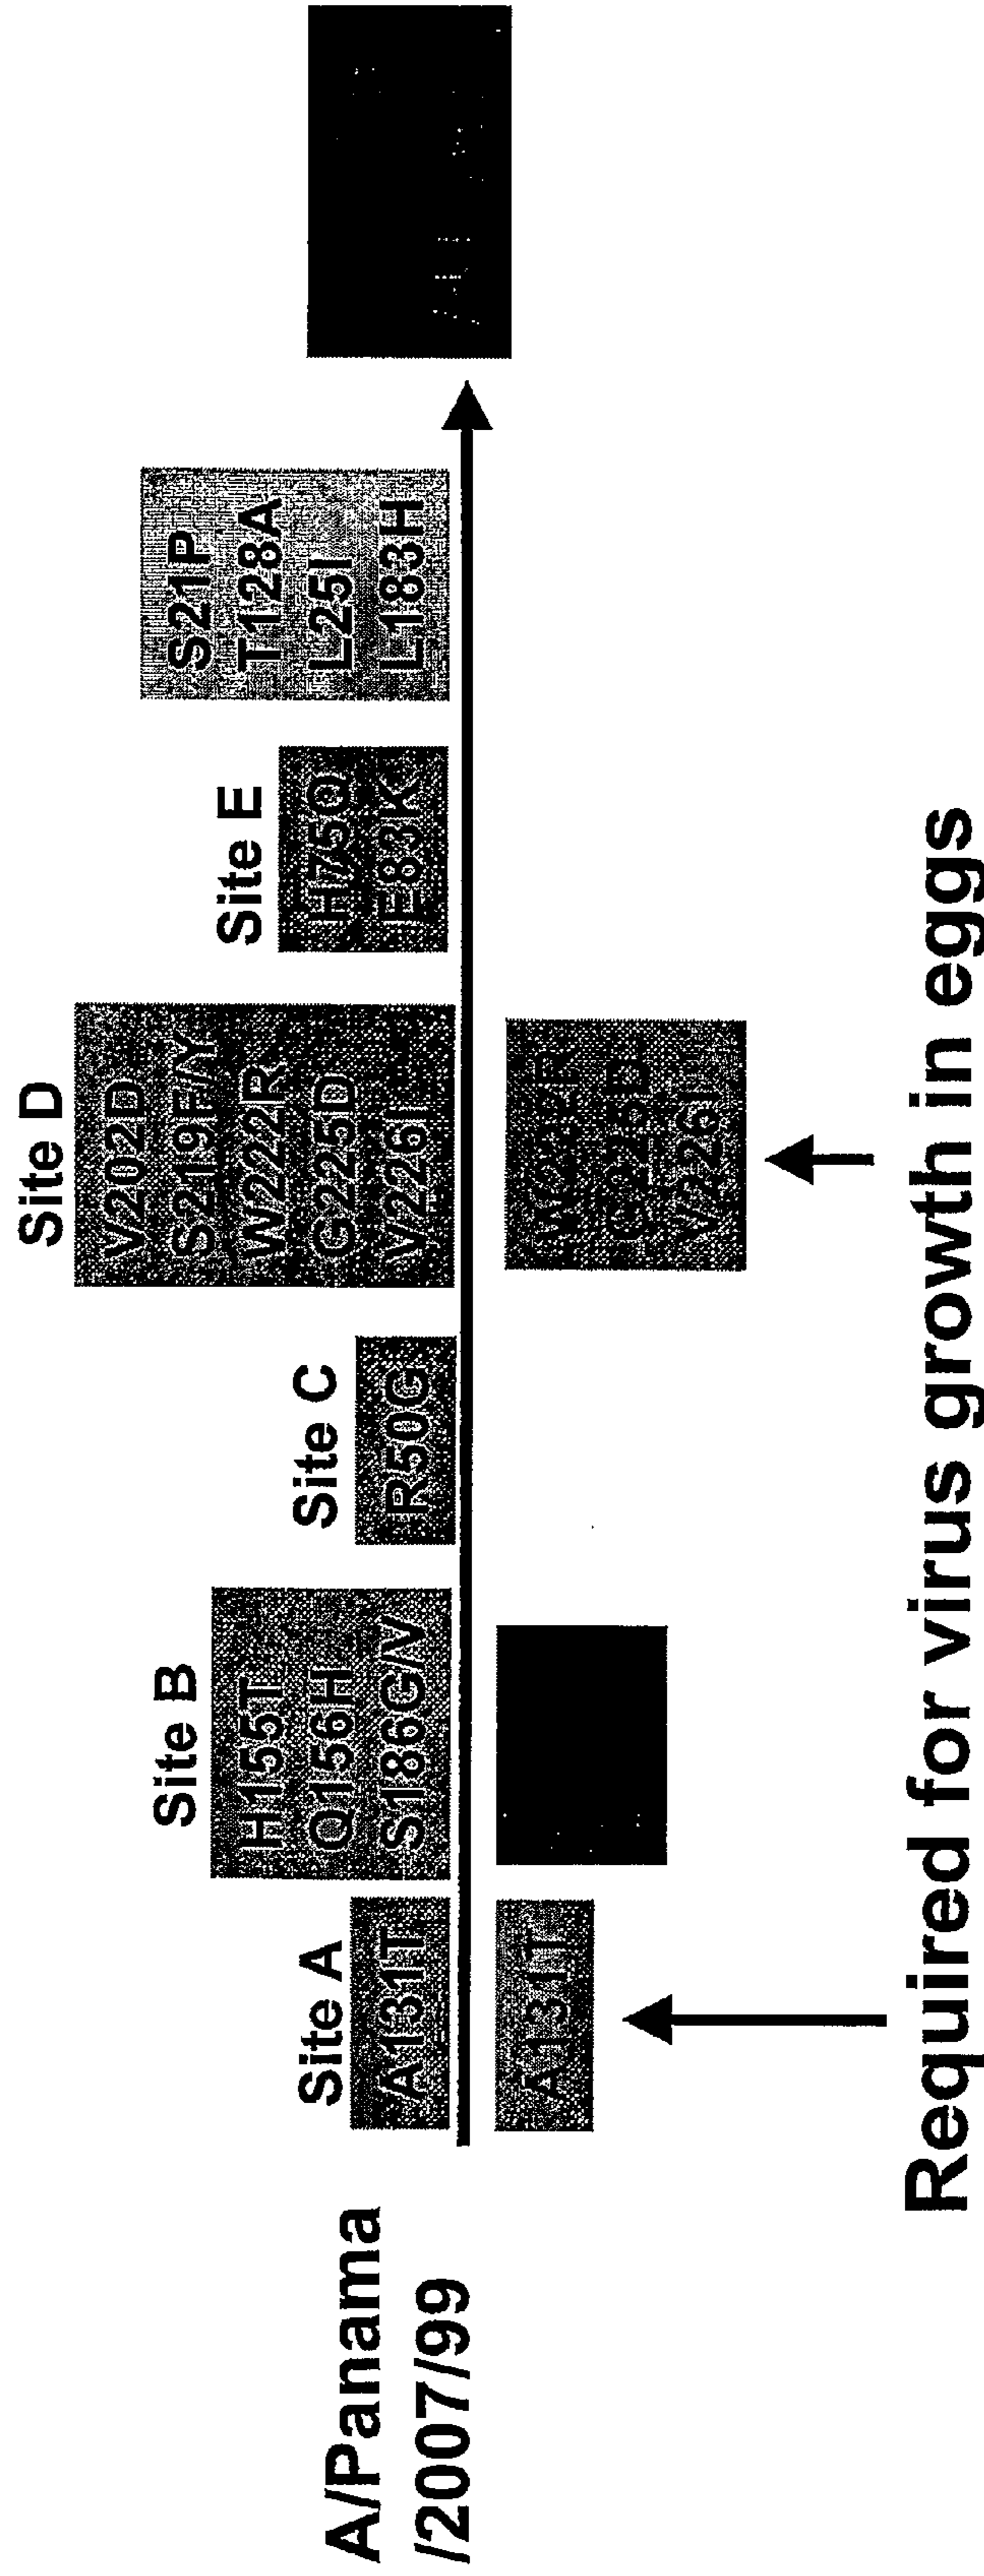 A/Panama
/2007/99
Site A
A131T
Site B
H155T
Q156H
S186G/V
Site C
R50G
Site D
V202D
S219F/Y
W222R
G225D
V226I
Site E
H75Q
E83K
S21P
T128A
L25I
L183H
A131T
W222R
G225D
V226I
Required for virus growth in eggs